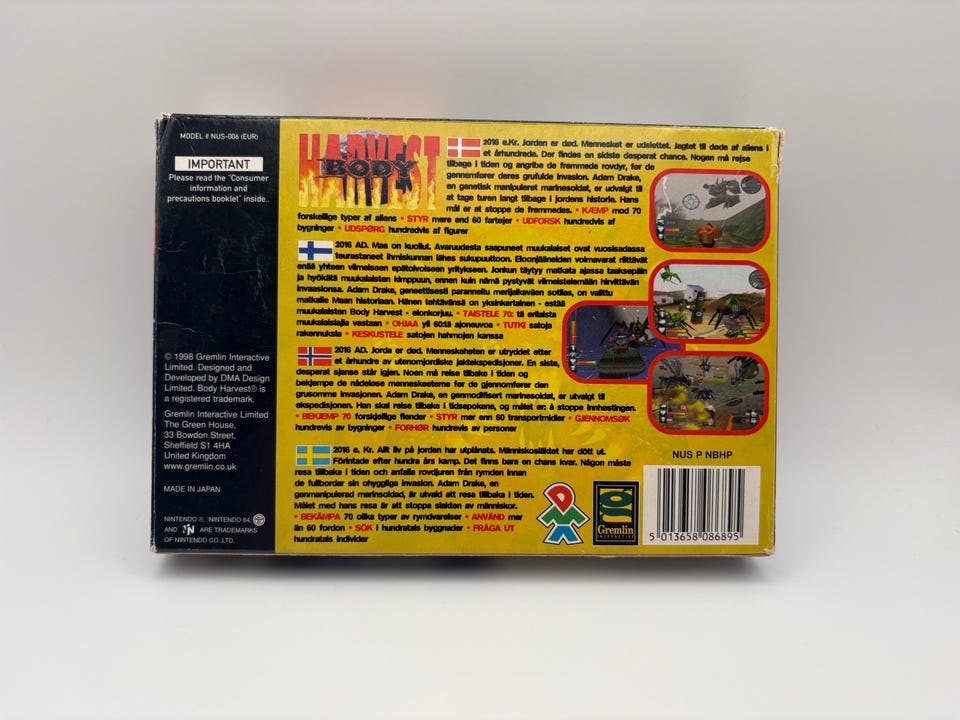 MODEL # NUS-006 (EUR)
IMPORTANT
Please read the "Consumer
information and
precautions booklet" inside..
© 1998 Gremlin Interactive
Limited. Designed and
Developed by DMA Design
Limited. Body Harvest® is
a registered trademark.
Gremlin Interactive Limited
The Green House,
33 Bowdon Street,
Sheffield S1 4HA
United Kingdom
www.gremlin.co.uk
MADE IN JAPAN
NINTENDO ®, NINTENDO 64,
AND N ARE TRADEMARKS
OF NINTENDO CO.,LTD.
HARVEST
BODY
2016 e.Kr. Jorden er død. Mennesket er udslettet. Jagtet til døde af aliens i
et århundrede. Der findes en sidste desperat chance. Nogen må rejse
tilbage i tiden og angribe de fremmede rovdyr, før de
gennemfører deres grufulde invasion. Adam Drake,
en genetisk manipuleret marinesoldat, er udvalgt til
at tage turen langt tilbage i jordens historie. Hans
mål er at stoppe de fremmedes. • KÆMP mod 70
forskellige typer af aliens • STYR mere end 60 fartøjer • UDFORSK hundredvis af
bygninger • UDSPØRG hundredvis af figurer
2016 AD. Maa on kuollut. Avaruudesta saapuneet muukalaiset ovat vuosisadassa
teurastaneet ihmiskunnan lähes sukupuuttoon. Eloonjääneiden voimavarat riittävät
enää yhteen viimeiseen epätoivoiseen yritykseen. Jonkun täytyy matkata ajassa taaksepäin
ja hyökätä muukalaisten kimppuun, ennen kuin nämä pystyvät viimeistelemään hirvittävän
invaasionsa. Adam Drake, geneettisesti paranneltu merijalkaväen sotilas, on valittu
matkalle Maan historiaan. Hänen tehtävänsä on yksinkertainen - estää
muukalaisten Body Harvest - elonkorjuu. • TAISTELE 70: tä erilaista
muukalaislajia vastaan • OHJAA yli 60:tä ajoneuvoa • TUTKI satoja
rakennuksia • KESKUSTELE satojen hahmojen kanssa
2016 AD. Jorda er død. Menneskeheten er utryddet etter
et århundre av utenomjordiske jaktekspedisjoner. En siste,
desperat sjanse står igjen. Noen må reise tilbake i tiden og
bekjempe de nådeløse menneskeeterne før de gjennomfører den
grusomme invasjonen. Adam Drake, en genmodifisert marinesoldat, er utvalgt til
ekspedisjonen. Han skal reise tilbake i tidsepokene, og målet er: å stoppe innhestingen.
• BEKJEMP 70 forskjellige fiender • STYR mer enn 60 transportmidler • GJENNOMSØK
hundrevis av bygninger • FORHØR hundrevis av personer
2016 e. Kr. Allt liv på jorden har utplånats. Människosläktet har dött ut.
Förintade efter hundra års kamp. Det finns bara en chans kvar. Någon måste
resa tillbaka i tiden och anfalla rovdjuren från rymden innan
de fullbordar sin ohyggliga invasion. Adam Drake, en
genmanipulerad marinsoldad, är utvald att resa tillbaka i tiden.
Målet med hans resa är att stoppa slakten av människor.
• BEKÄMPA 70 olika typer av rymdvarelser • ANVÄND mer
än 60 fordon • SÖK i hundratals byggnader • FRÅGA UT
hundratals individer
DMA
Gremlin
INTERACTIVE
NUS P NBHP
5 013658 086895